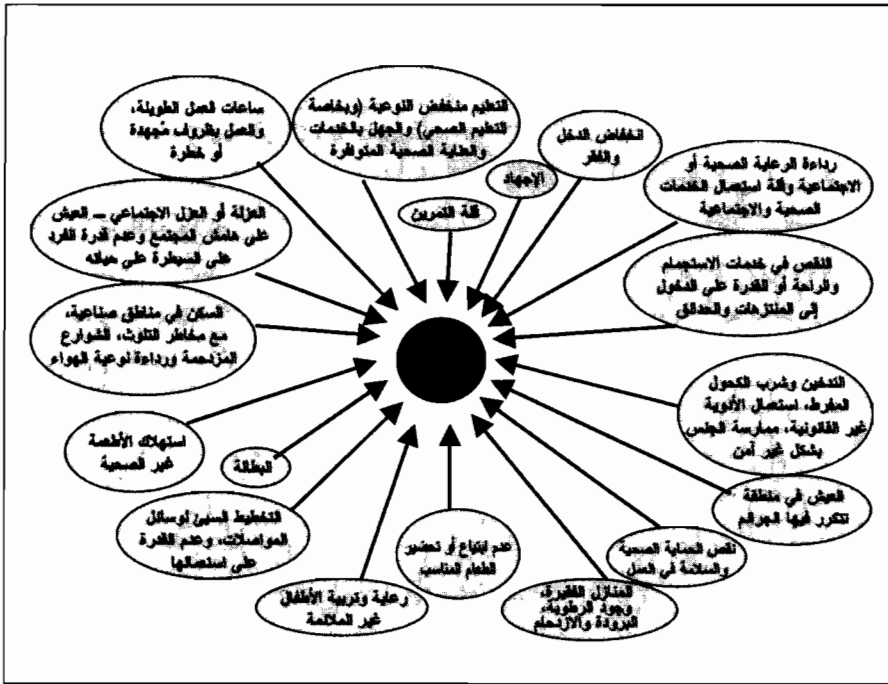 ساعات العمل الطويلة،
والعمل بظروف مُجهدة
أو خطرة
التعليم منخفض النوعية (وبخاصة
التعليم الصحي) والجهل بالخدمات
والعناية الصحية المتوافرة
انخفاض الدخل
والفقر
الإجهاد
قلة التمرين
رداءة الرعاية الصحية أو
الاجتماعية وقلة استعمال الخدمات
الصحية والاجتماعية
العزلة أو العزل الاجتماعي – العيش
على هامش المجتمع وعدم قدرة الفرد
على السيطرة على حياته
النقص في خدمات الاستجمام
والراحة أو القدرة على الدخول
إلى المنتزهات والحدائق
السكن في مناطق صناعية،
مع مخاطر التلوث، الشوارع
المزدحمة ورداءة نوعية الهواء
التدخين وشرب الكحول
المفرط، استعمال الأدوية
غير القانونية، ممارسة الجنس
بشكل غير آمن
استهلاك الأطعمة
غير الصحية
البطالة
العيش في منطقة
تتكرر فيها الجرائم
التخطيط السيئ لوسائل
المواصلات، وعدم القدرة
على استعمالها
عدم ابتياع أو تحضير
الطعام المناسب
نقص الحماية الصحية
والسلامة في العمل
رعاية وتربية الأطفال
غير الملائمة
المنازل الفقيرة،
وجود الرطوبة،
البرودة والازدحام